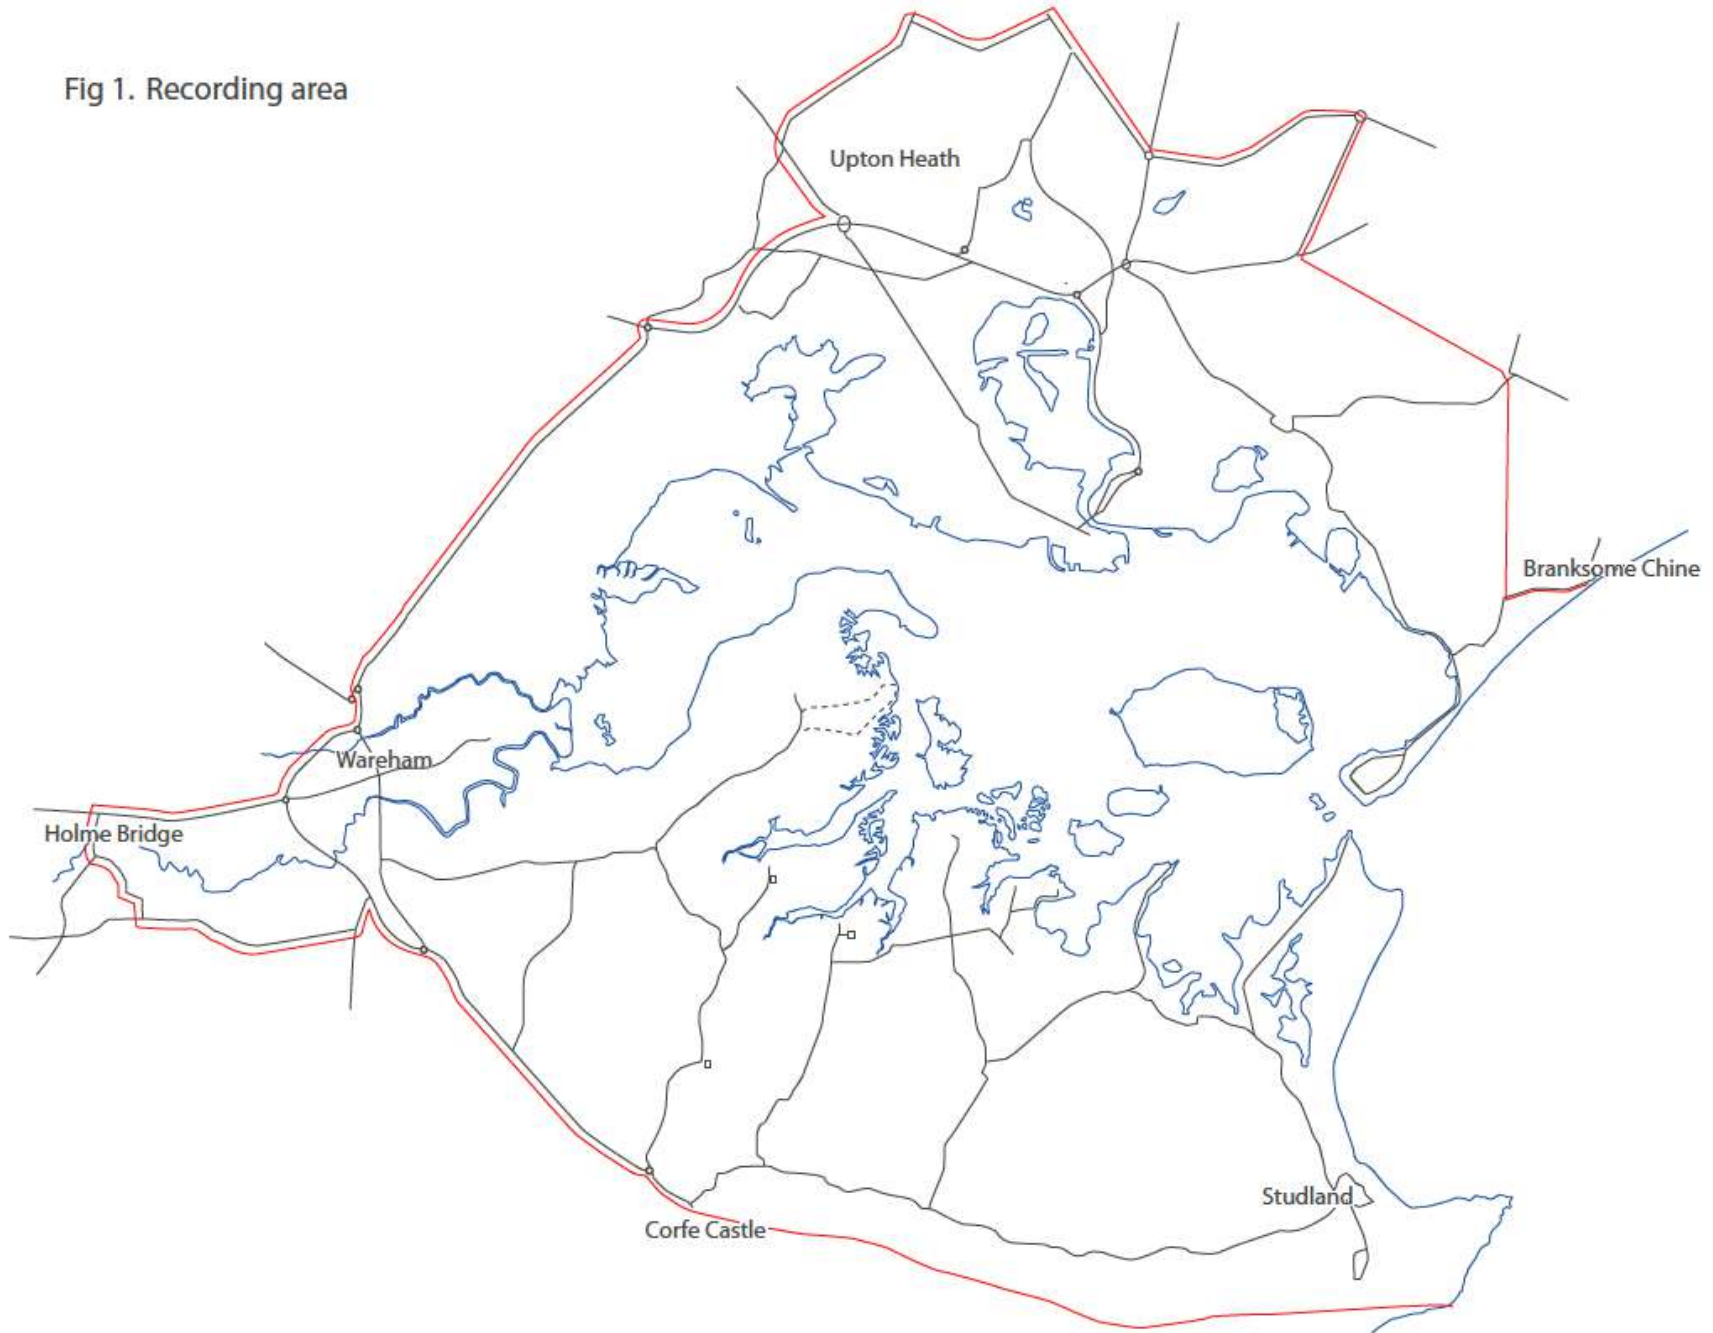 Fig 1. Recording area
Upton Heath
Branksome Chine
Wareham
Holme Bridge
Studland
Corfe Castle